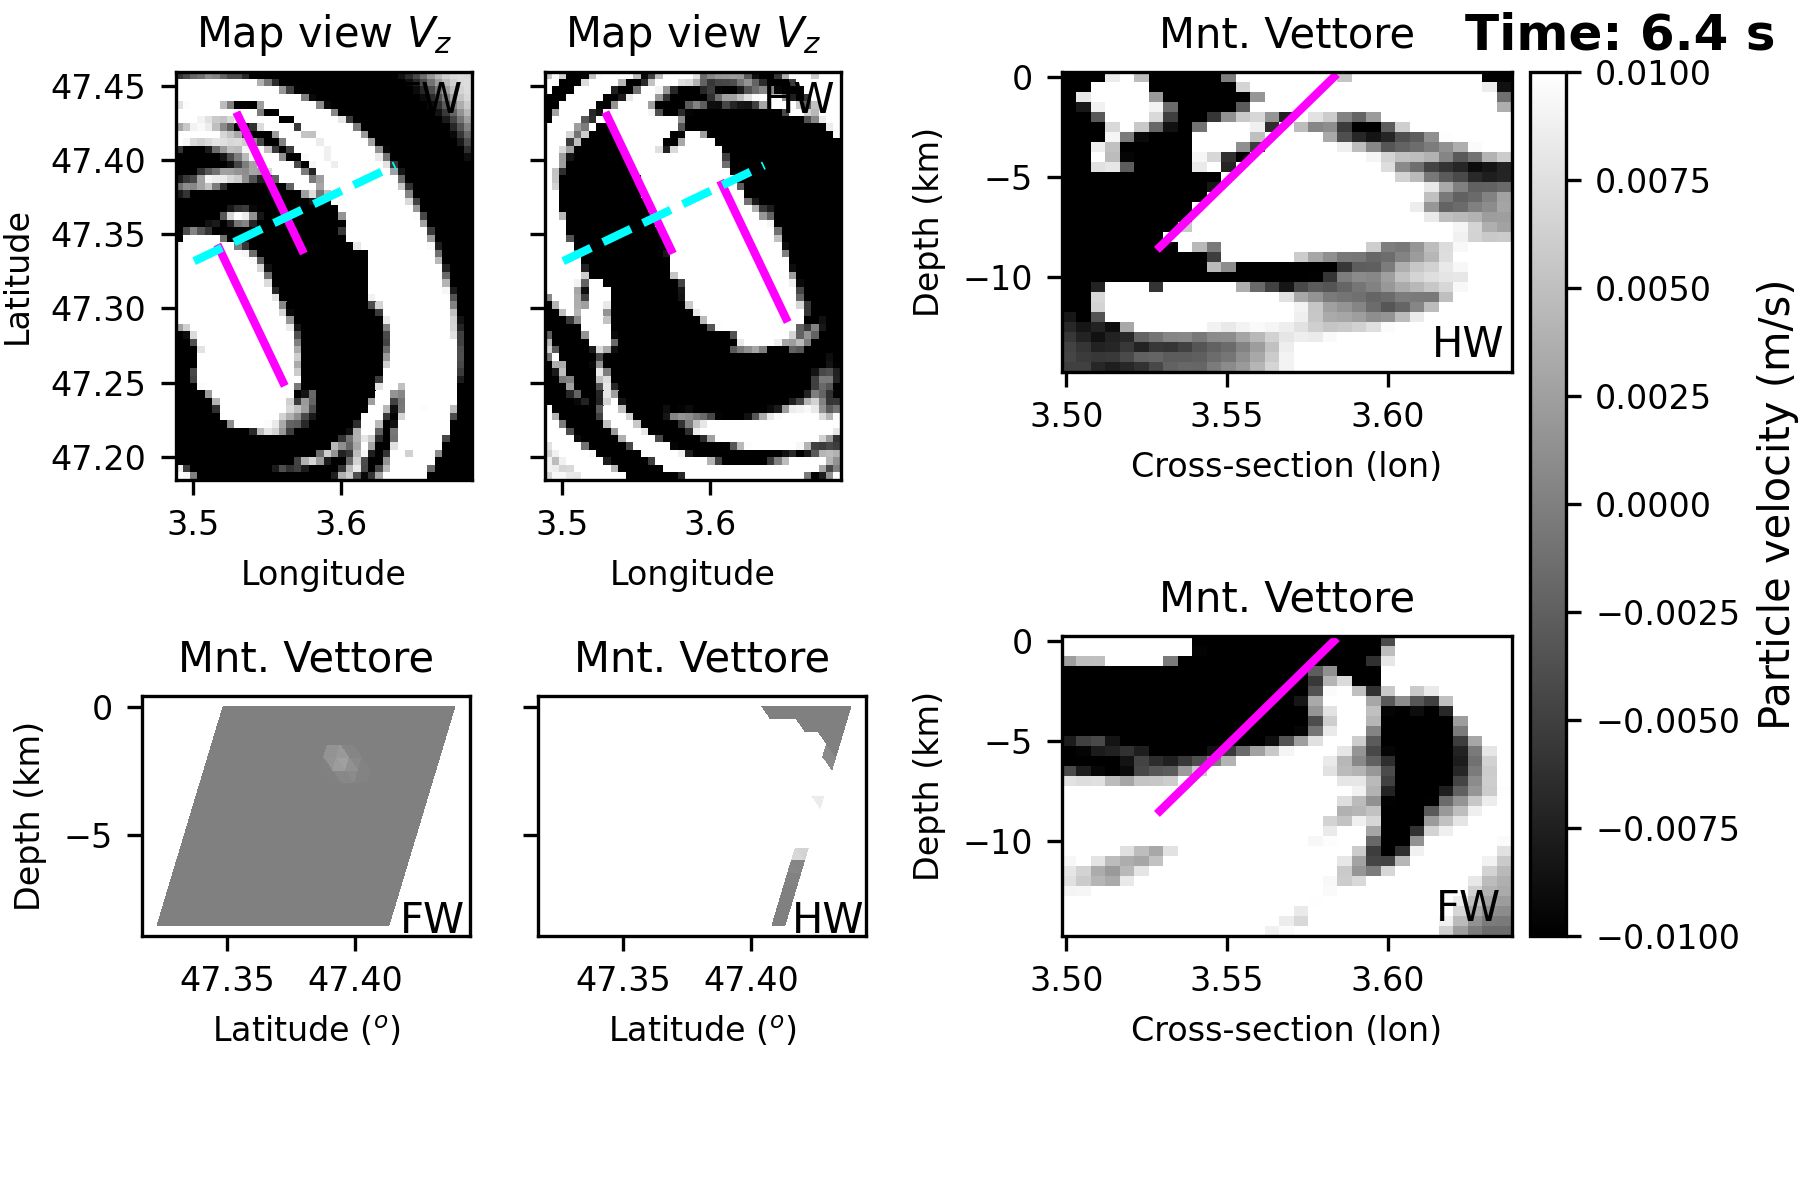 Map view Vz
Map view Vz
Mnt. Vettore
Time: 6.4 s
47.45
47.40
47.35
47.30
47.25
47.20
Latitude
W
3.5
3.6
Longitude
HW
3.5
3.6
Longitude
0
−5
−10
Depth (km)
HW
3.50
3.55
3.60
Cross-section (lon)
0.0100
0.0075
0.0050
0.0025
0.0000
−0.0025
−0.0050
−0.0075
−0.0100
Particle velocity (m/s)
Mnt. Vettore
0
−5
Depth (km)
FW
47.35
47.40
Latitude (o)
Mnt. Vettore
HW
47.35
47.40
Latitude (o)
Mnt. Vettore
0
−5
−10
Depth (km)
FW
3.50
3.55
3.60
Cross-section (lon)